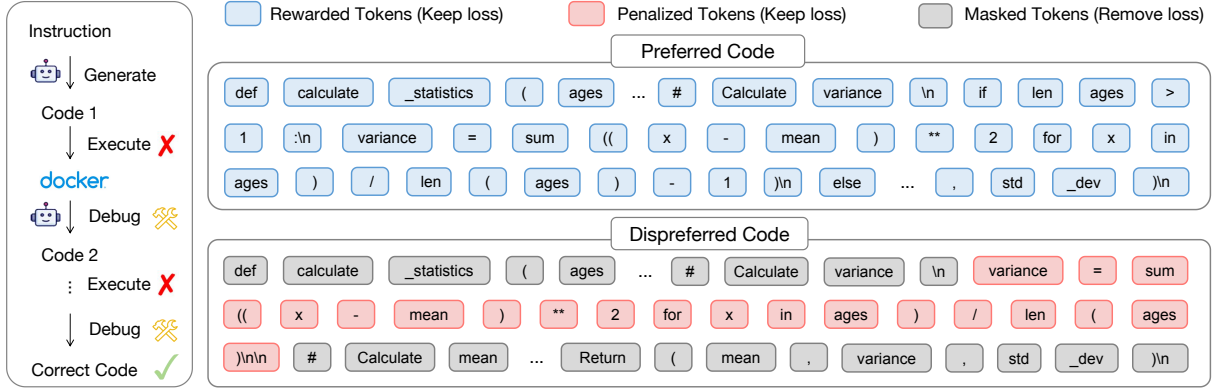 Instruction
Generate
Code 1
Execute
docker
Debug
Code 2
Execute
Debug
Correct Code
Rewarded Tokens (Keep loss) Penalized Tokens (Keep loss) Masked Tokens (Remove loss)
Preferred Code
def calculate _statistics ( ages ... # Calculate variance \n if len ages >
1 :\n variance = sum (( x - mean ) ** 2 for x in
ages ) / len ( ages ) - 1 )\n else ... , std _dev )\n
Dispreferred Code
def calculate _statistics ( ages ... # Calculate variance \n variance = sum
(( x - mean ) ** 2 for x in ages ) / len ( ages
)\n\n # Calculate mean ... Return ( mean , variance , std _dev )\n